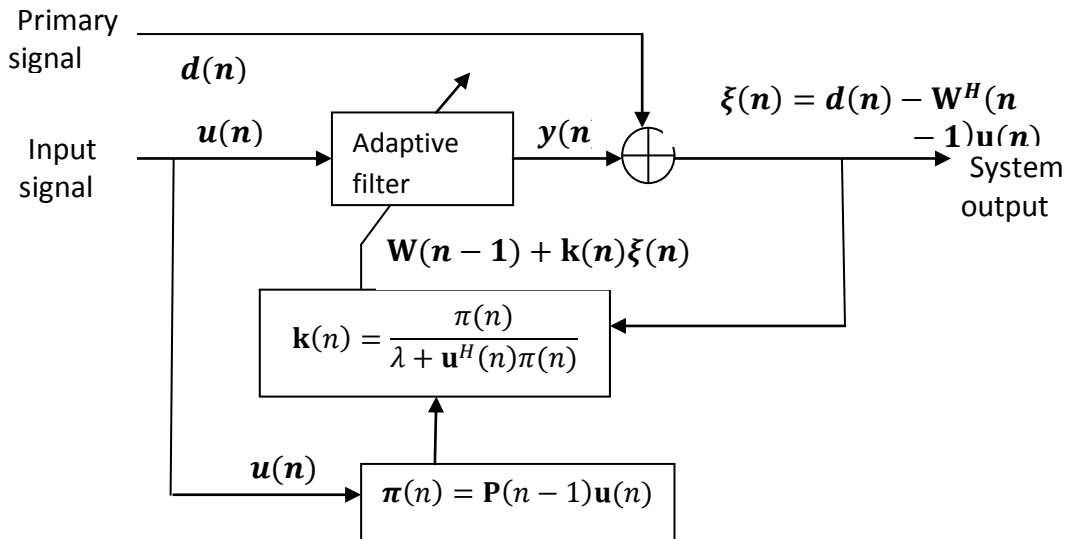 Primary
signal
d(n)
ξ(n) = d(n) − W^H(n
− 1)u(n)
u(n)
Adaptive
filter
y(n
Input
signal
System
output
W(n − 1) + k(n)ξ(n)
k(n) = π(n) / (λ + u^H(n)π(n))
u(n)
π(n) = P(n − 1)u(n)